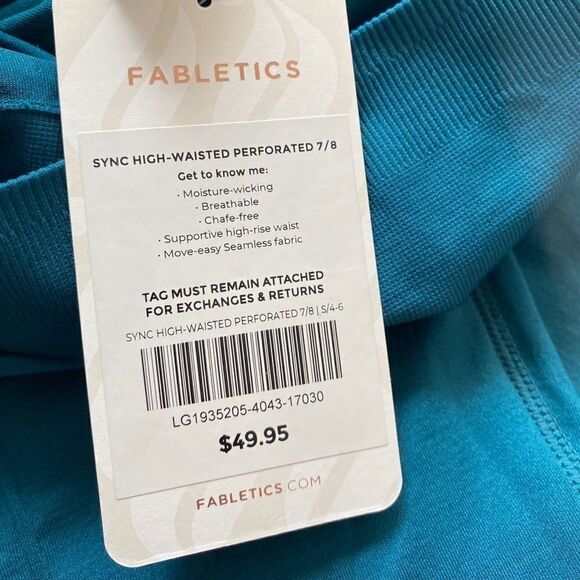 FABLETICS
SYNC HIGH-WAISTED PERFORATED 7/8
Get to know me:
· Moisture-wicking
· Breathable
· Chafe-free
· Supportive high-rise waist
· Move-easy Seamless fabric
TAG MUST REMAIN ATTACHED
FOR EXCHANGES & RETURNS
SYNC HIGH-WAISTED PERFORATED 7/8 | S/4-6
LG1935205-4043-17030
$49.95
FABLETICS.COM